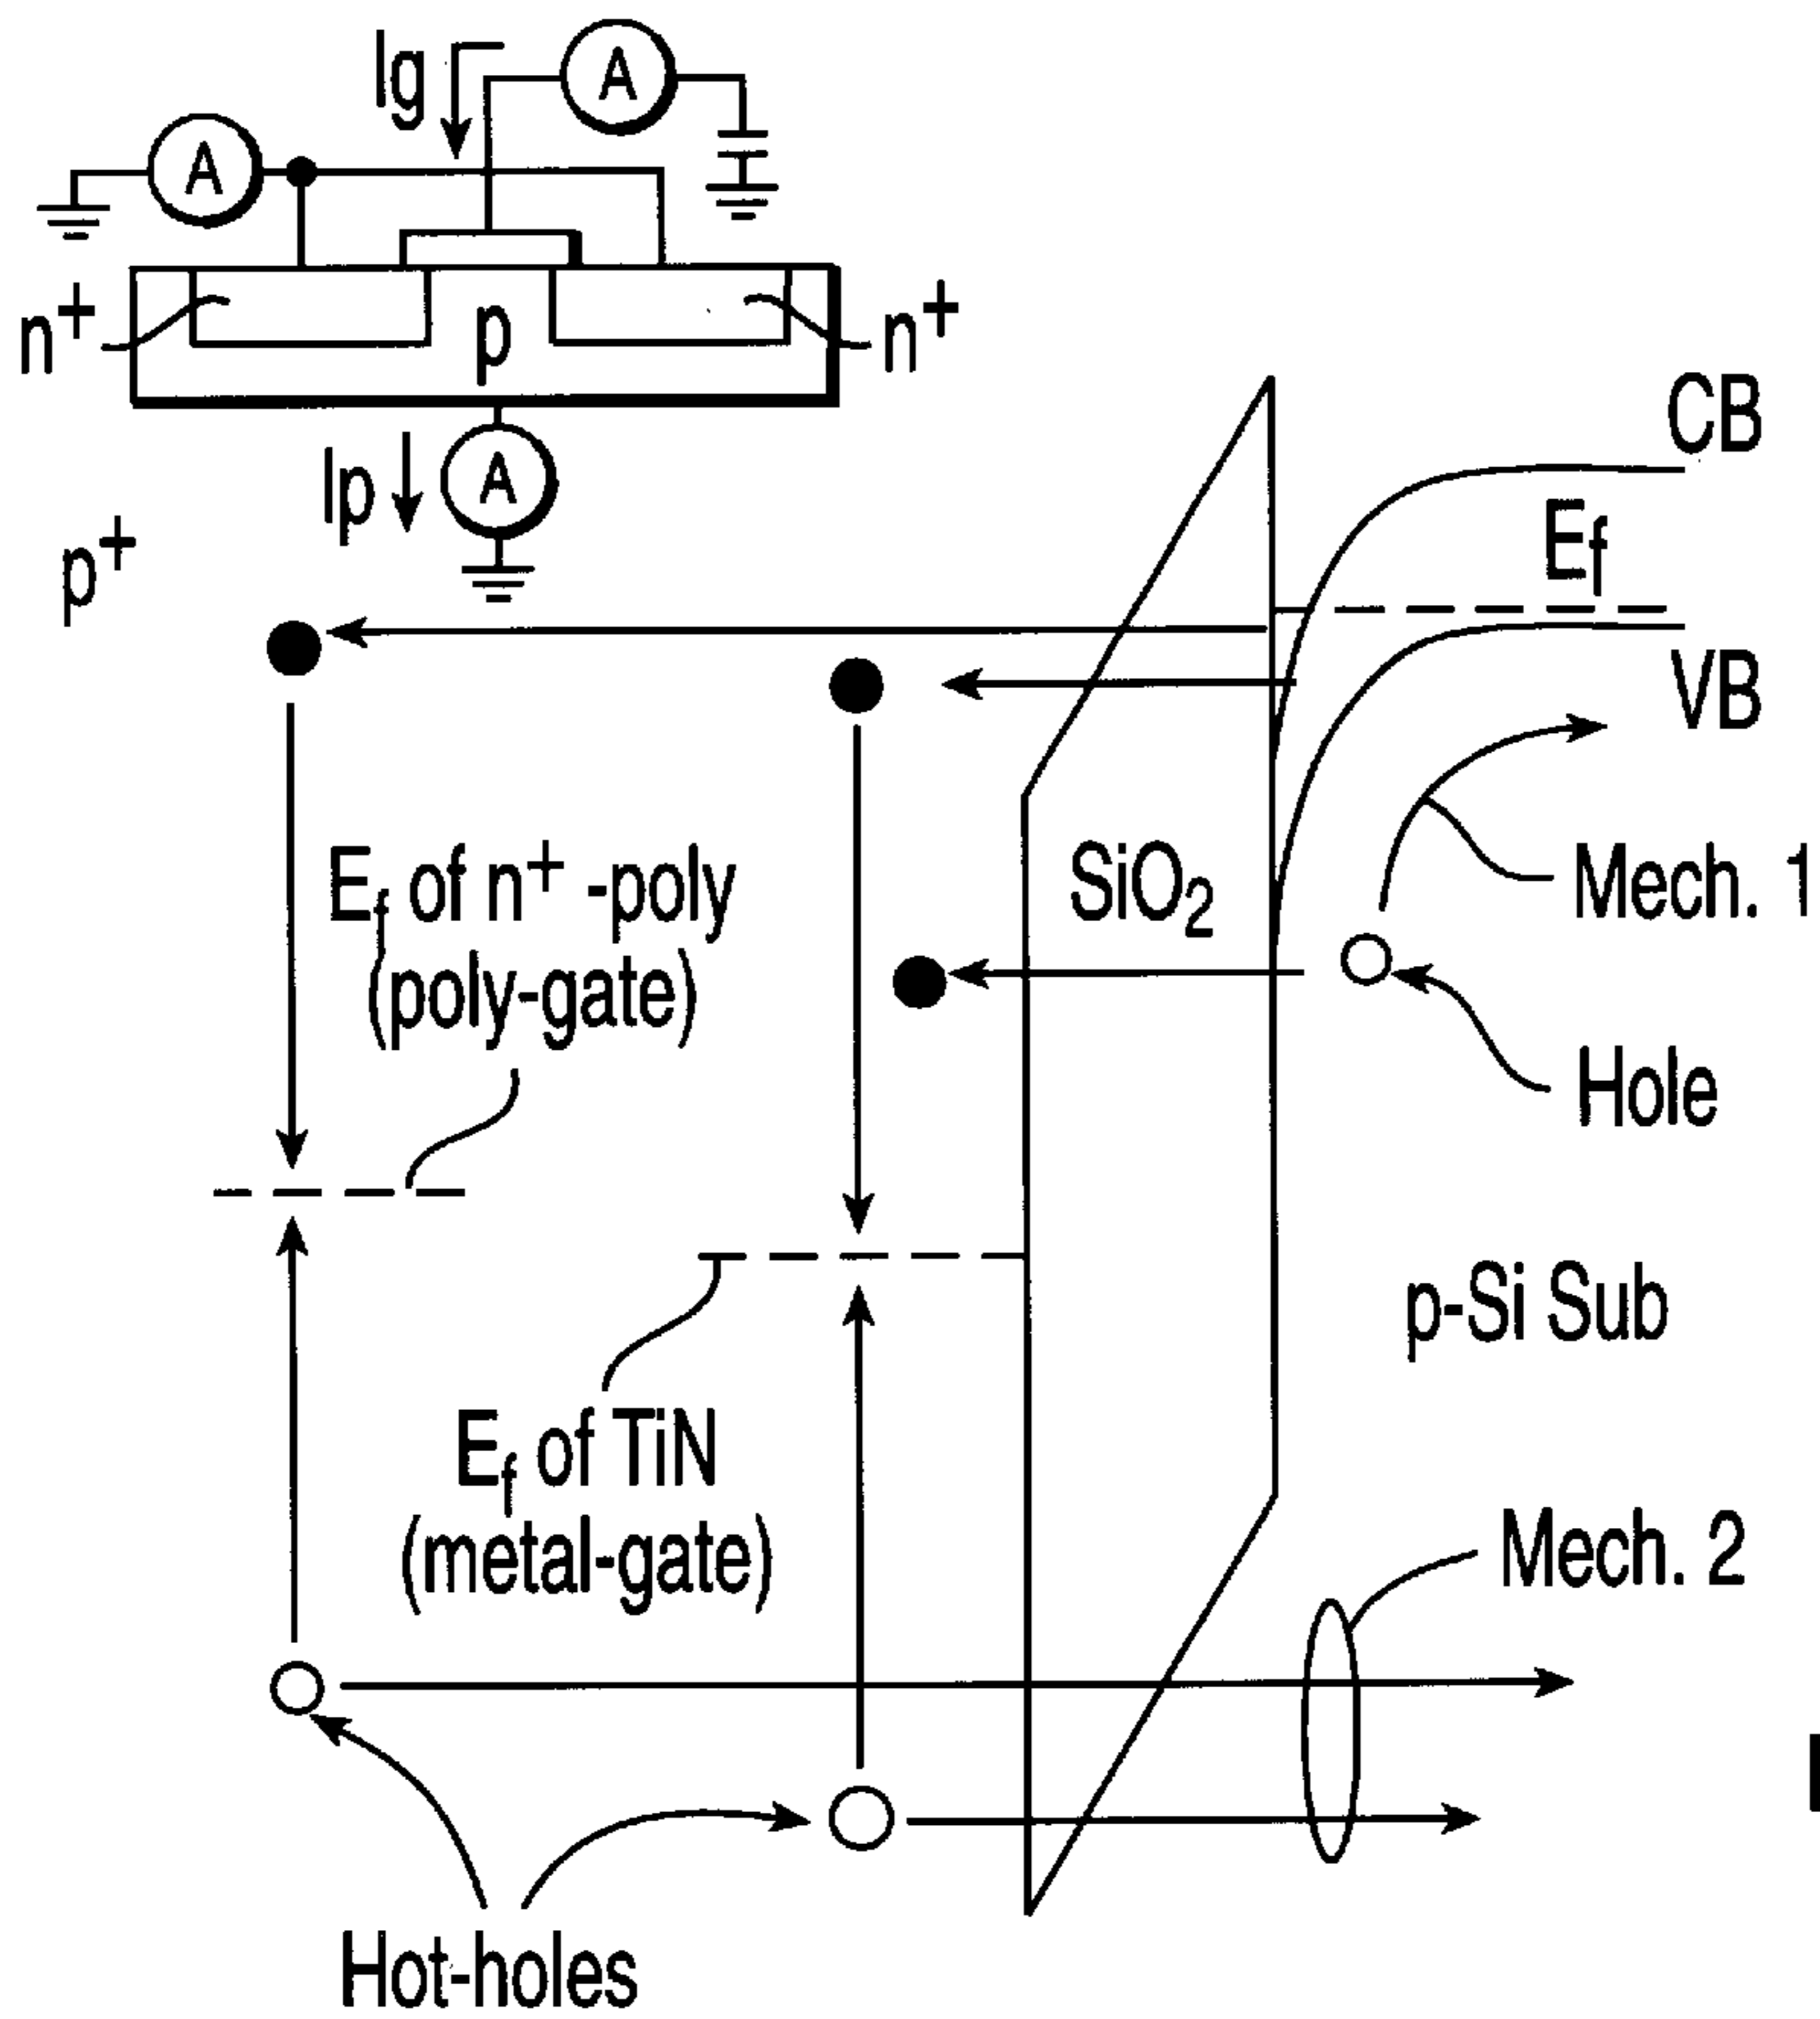 Ig
A
A
n+
p
n+
Ip
A
p+
CB
Ef
VB
Ef of n+ -poly
(poly-gate)
SiO2
Mech. 1
Hole
p-Si Sub
Ef of TiN
(metal-gate)
Mech. 2
Hot-holes